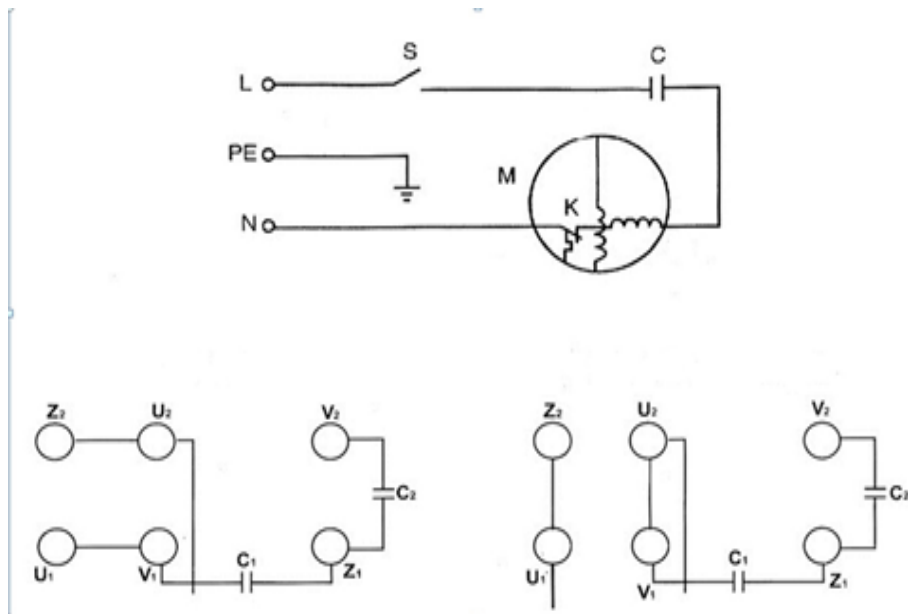 S C
L
PE
M
K
N
Z₂ U₂ V₂ Z₂ U₂ V₂
C₂ C₂
C₁ C₁
U₁ V₁ Z₁ U₁ V₁ Z₁